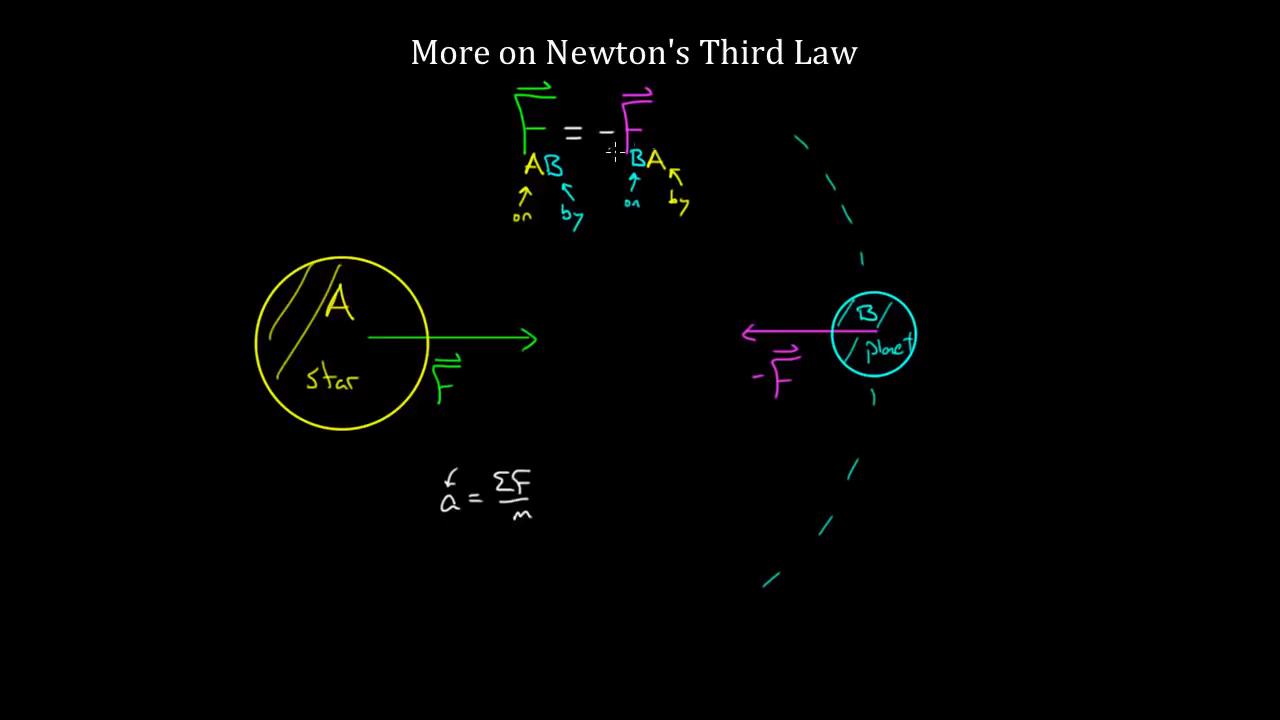 More on Newton's Third Law
F = -F
AB BA
on by on by
A
star
F
B
planet
-F
a = ΣF
m